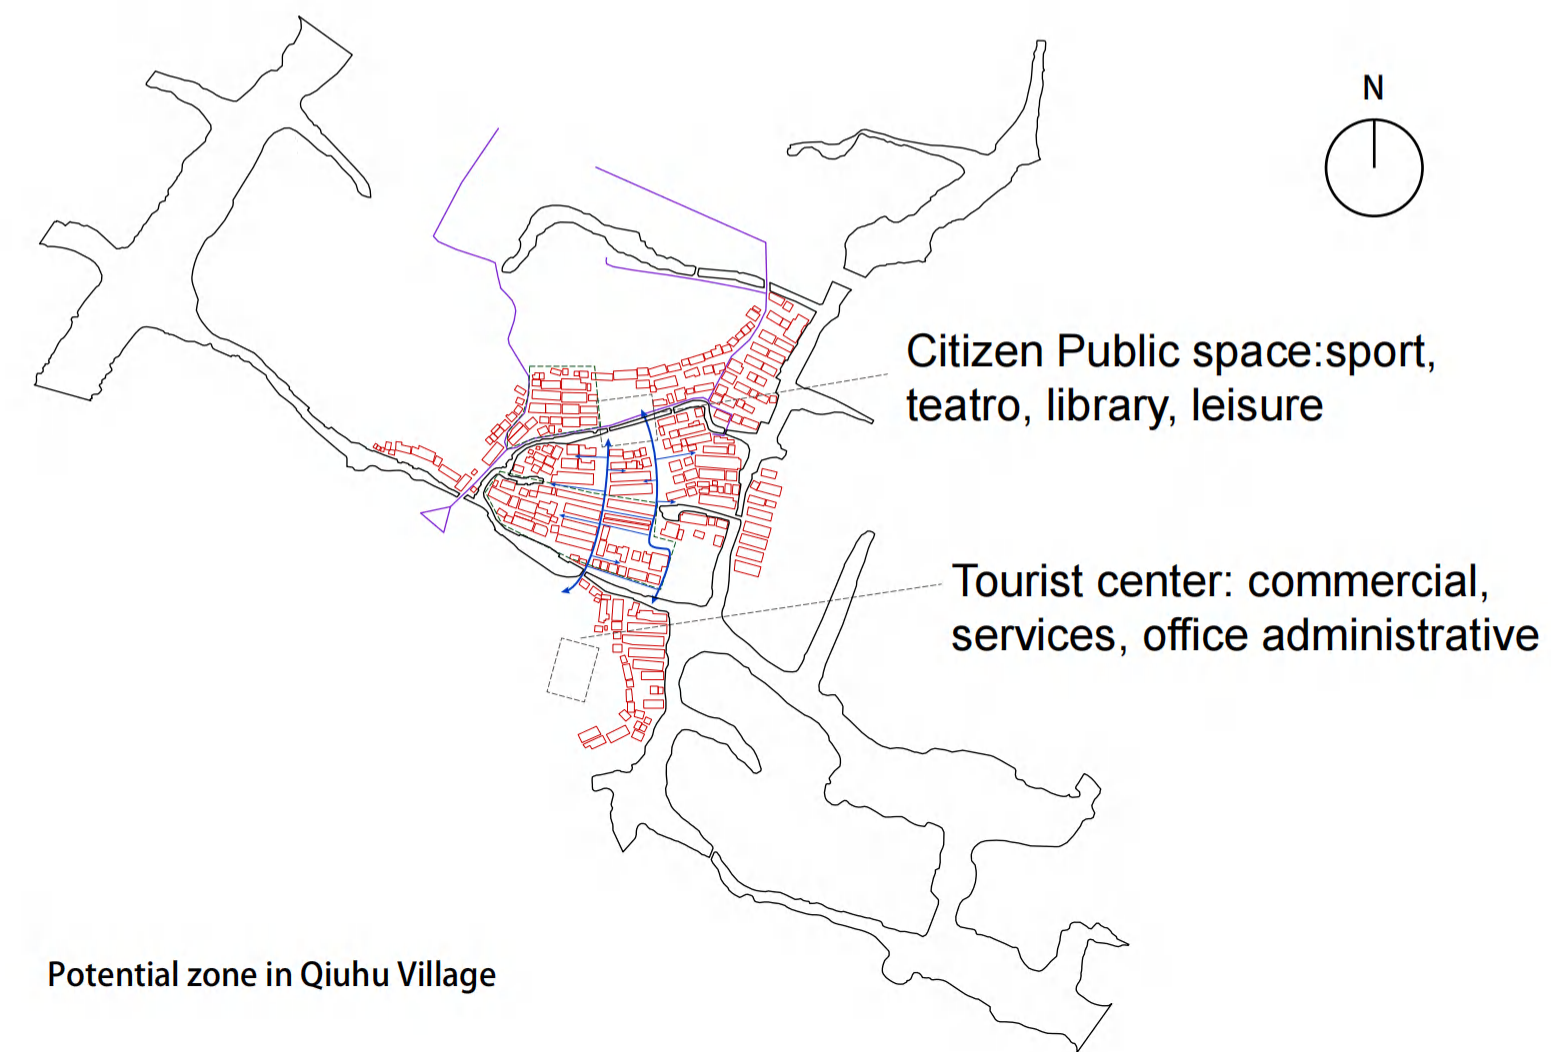 N
Citizen Public space:sport,
teatro, library, leisure
Tourist center: commercial,
services, office administrative
Potential zone in Qiuhu Village